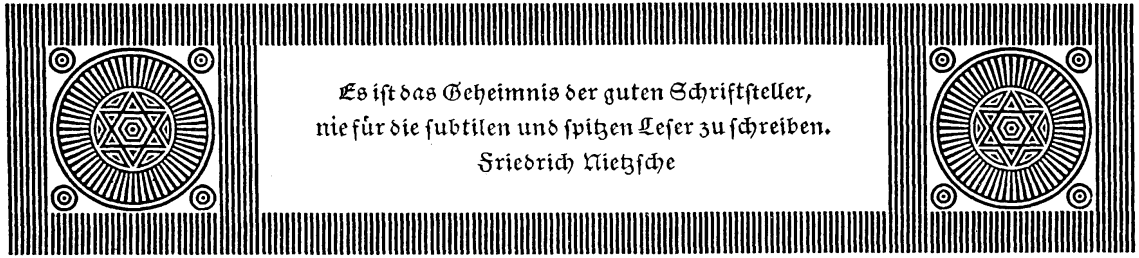 Es ist das Geheimnis der guten Schriftsteller,
nie für die subtilen und spitzen Leser zu schreiben.
Friedrich Nietzsche